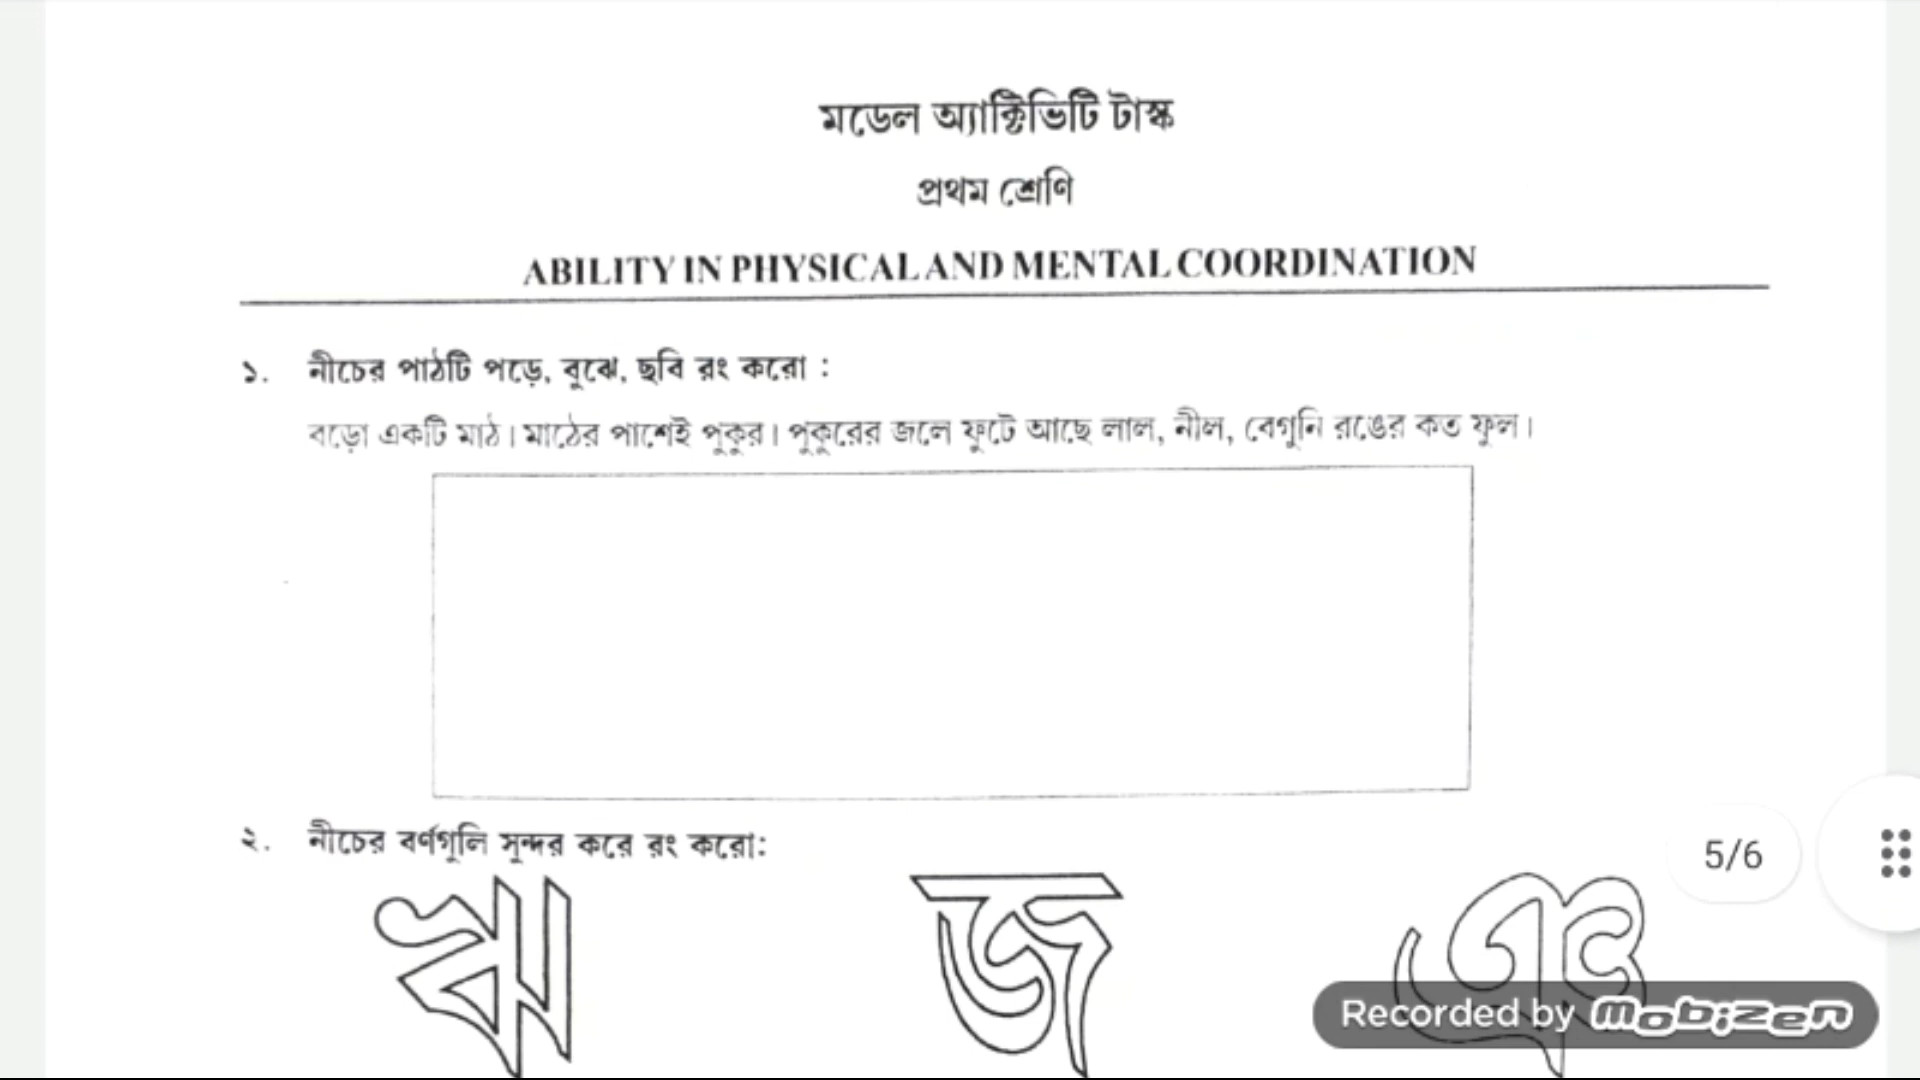 মডেল অ্যাক্টিভিটি টাস্ক
প্রথম শ্রেণি
ABILITY IN PHYSICAL AND MENTAL COORDINATION
১. নীচের পাঠটি পড়ে, বুঝে, ছবি রং করো :
বড়ো একটি মাঠ। মাঠের পাশেই পুকুর। পুকুরের জলে ফুটে আছে লাল, নীল, বেগুনি রঙের কত ফুল।
২. নীচের বর্ণগুলি সুন্দর করে রং করো:
5/6
ঋ জ ঞ
Recorded by mobizen